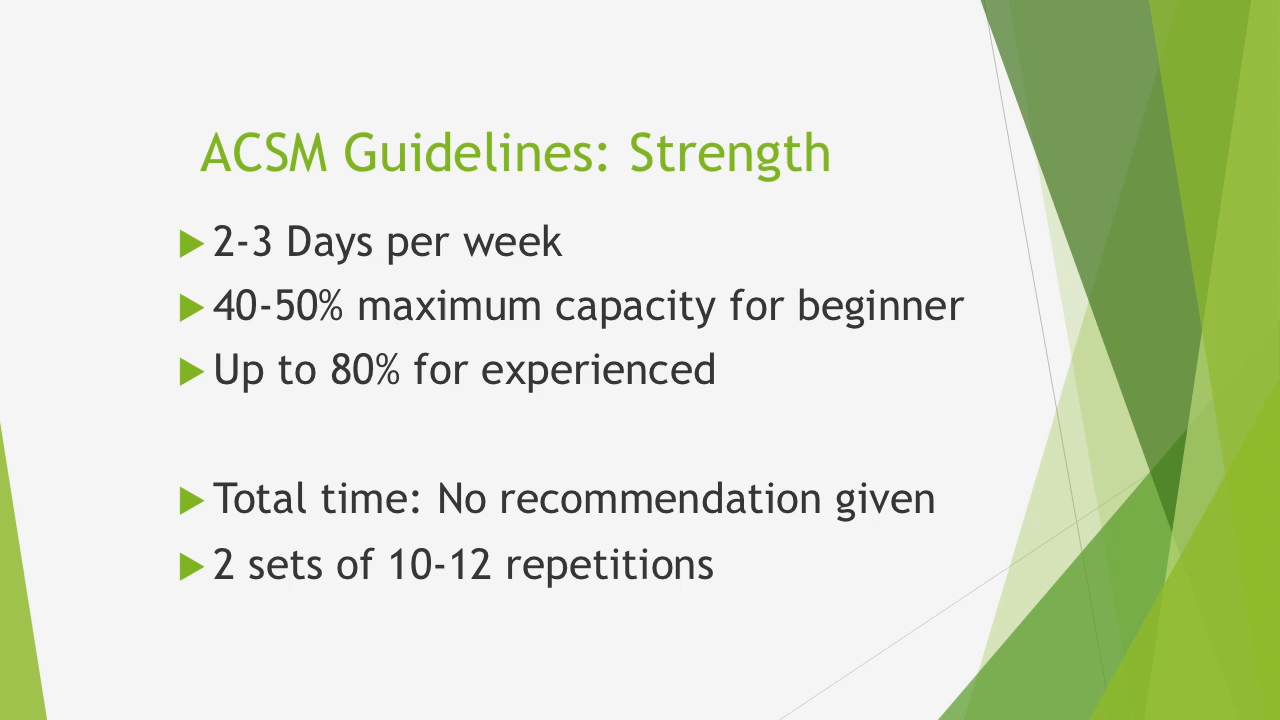 ACSM Guidelines: Strength
2-3 Days per week
40-50% maximum capacity for beginner
Up to 80% for experienced
Total time: No recommendation given
2 sets of 10-12 repetitions